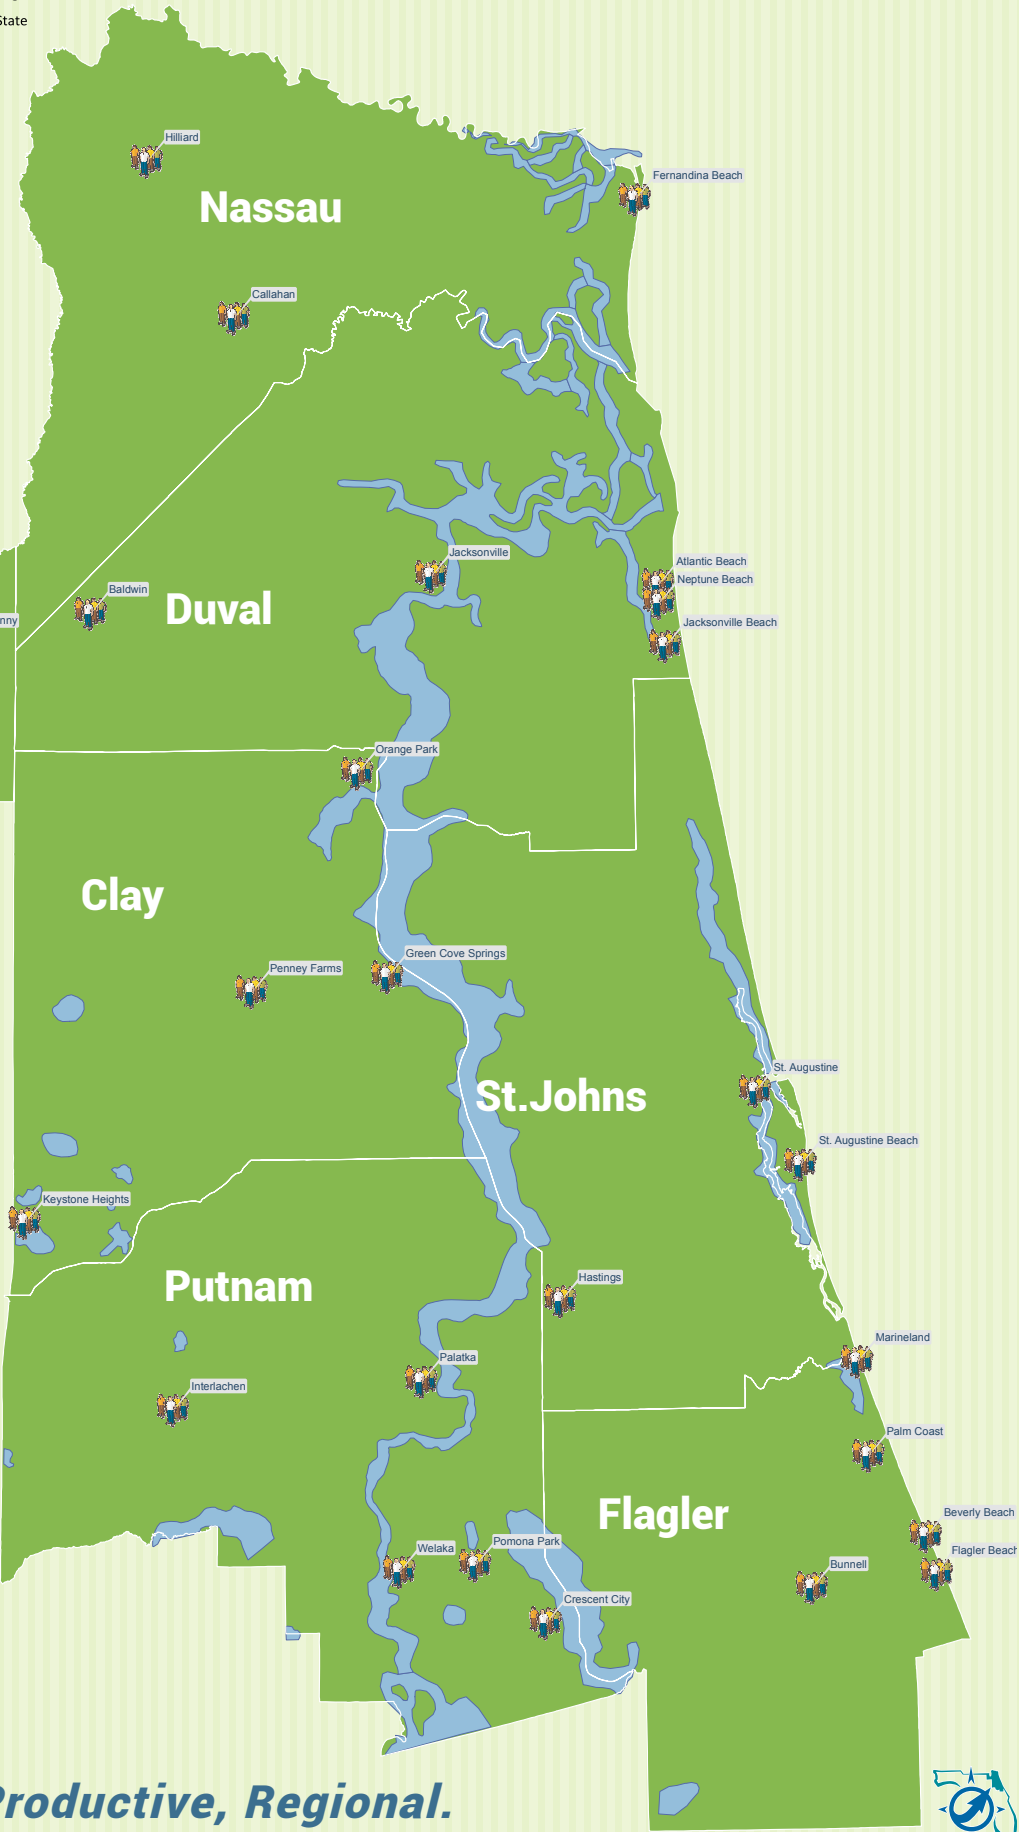 State
Hilliard
Fernandina Beach
Nassau
Callahan
Jacksonville
Atlantic Beach
Neptune Beach
Baldwin
Duval
nny
Jacksonville Beach
Orange Park
Clay
Green Cove Springs
Penney Farms
St. Augustine
St.Johns
St. Augustine Beach
Keystone Heights
Hastings
Putnam
Marineland
Palatka
Interlachen
Palm Coast
Beverly Beach
Flagler
Pomona Park
Welaka
Flagler Beach
Bunnell
Crescent City
Productive, Regional.